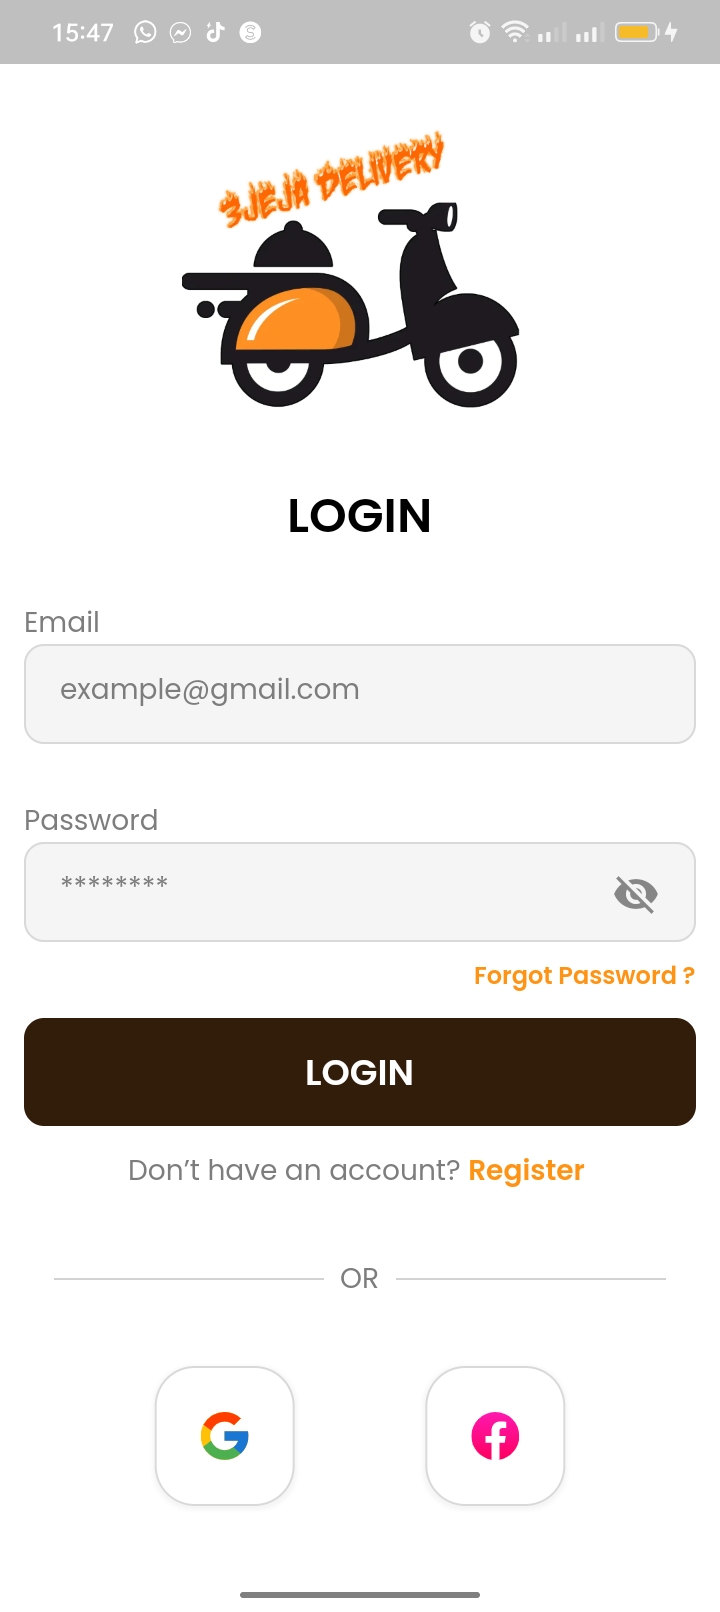 15:47
3JEJA DELIVERY
LOGIN
Email
example@gmail.com
Password
********
Forgot Password ?
LOGIN
Don’t have an account? Register
OR